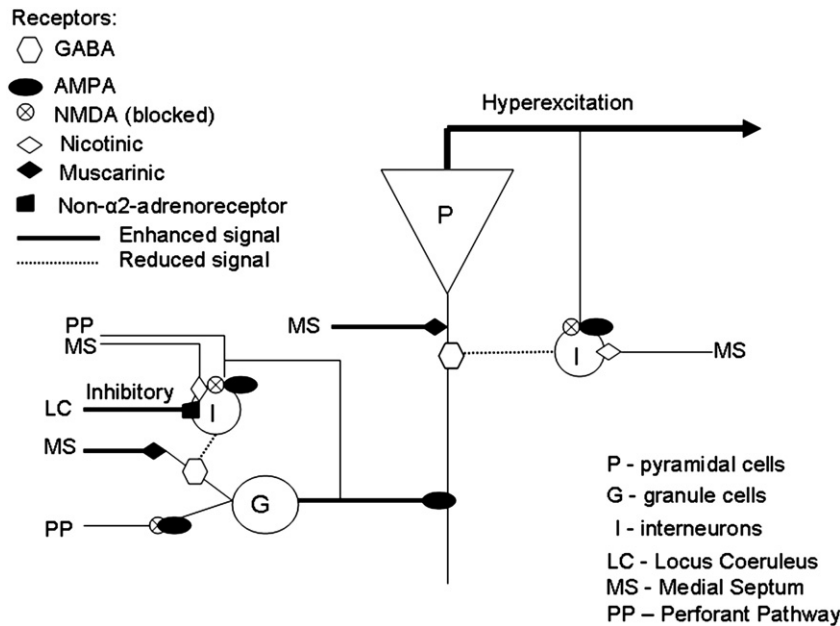 Receptors:
GABA
AMPA
NMDA (blocked)
Nicotinic
Muscarinic
Non-α2-adrenoreceptor
Enhanced signal
Reduced signal
Hyperexcitation
P
MS
I
MS
PP
MS
Inhibitory
LC
I
MS
G
PP
P - pyramidal cells
G - granule cells
I - interneurons
LC - Locus Coeruleus
MS - Medial Septum
PP – Perforant Pathway